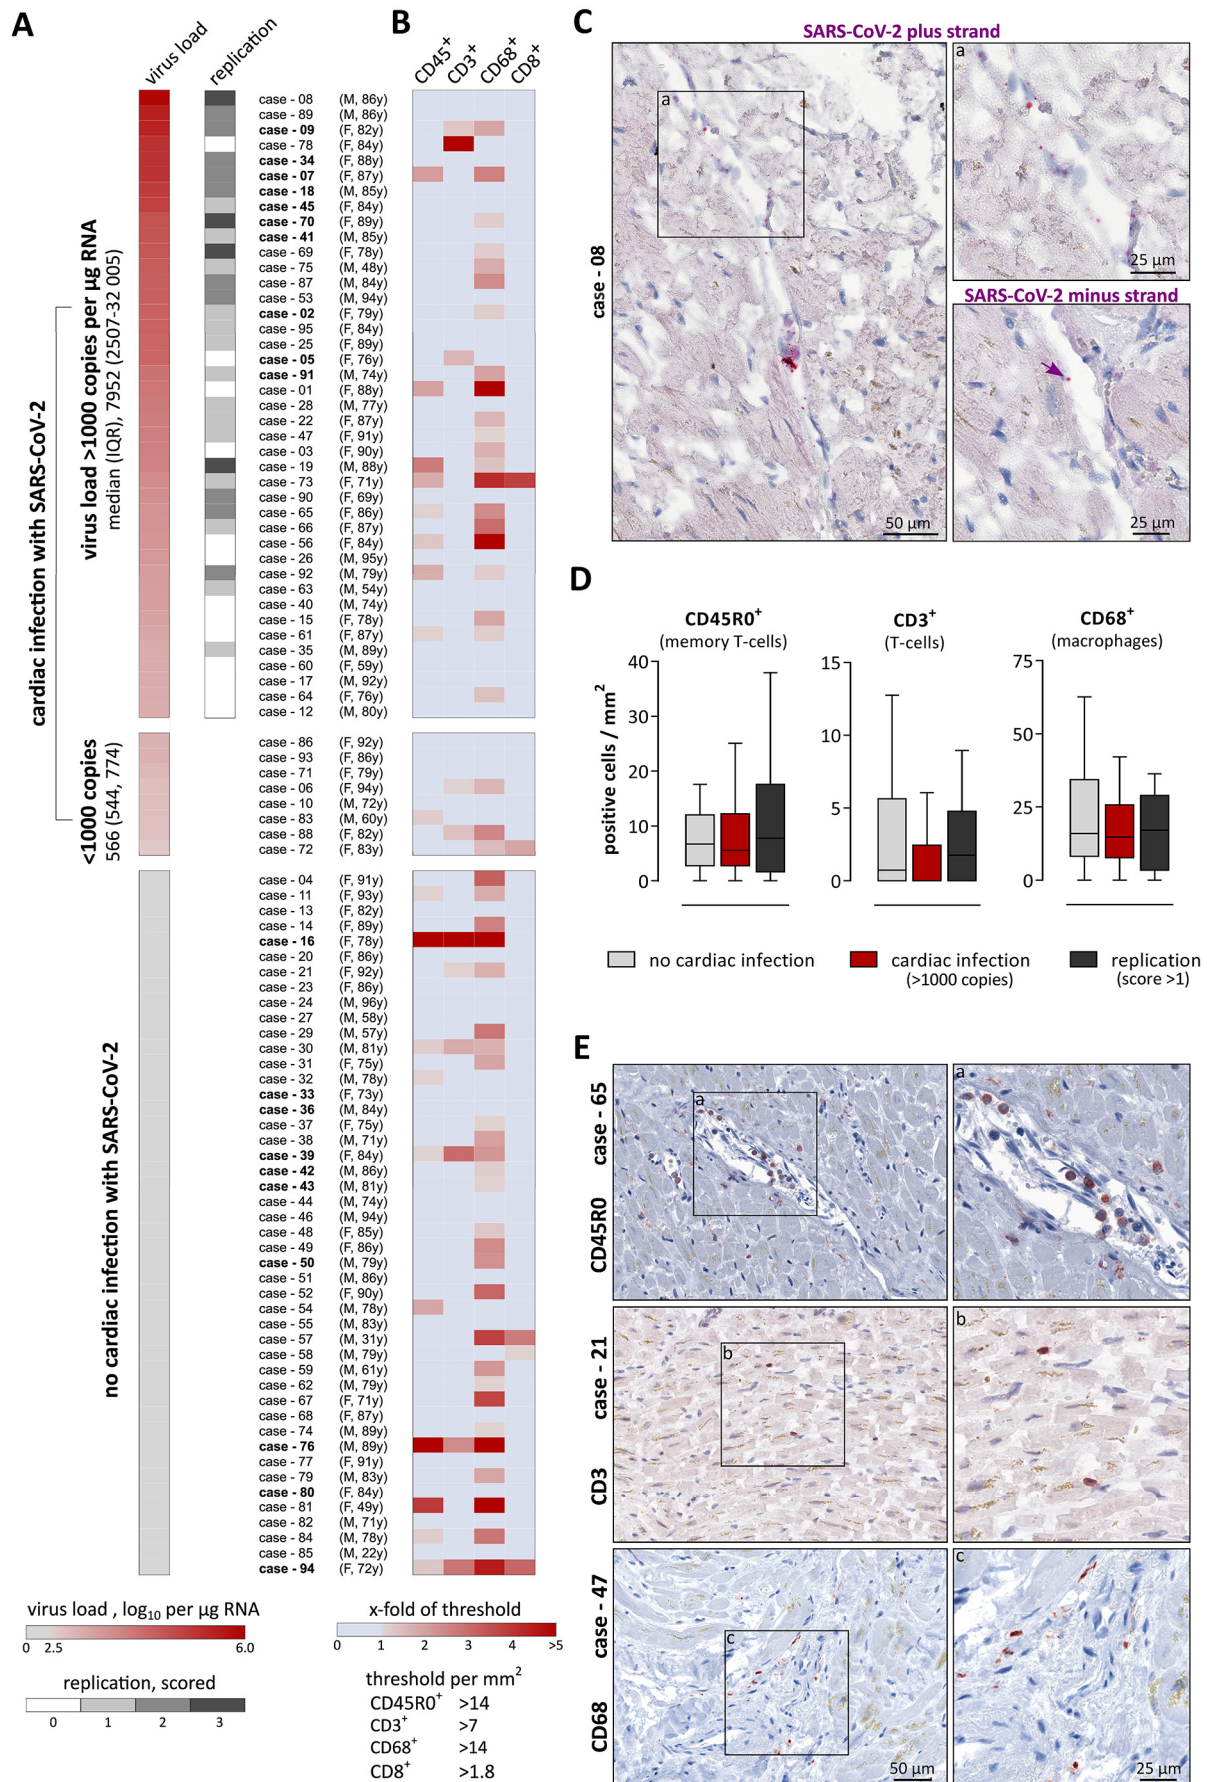 A
virus load
replication
cardiac infection with SARS-CoV-2
virus load >1000 copies per µg RNA
median (IQR), 7952 (2507-32 005)
<1000 copies
566 (544, 774)
no cardiac infection with SARS-CoV-2
B
CD45+
CD3+
CD68+
CD8+
case - 08 (M, 86y)
case - 89 (M, 86y)
case - 09 (F, 82y)
case - 78 (F, 84y)
case - 34 (F, 88y)
case - 07 (F, 87y)
case - 18 (M, 85y)
case - 45 (F, 84y)
case - 70 (F, 89y)
case - 41 (M, 85y)
case - 69 (F, 78y)
case - 75 (M, 48y)
case - 87 (M, 84y)
case - 53 (M, 94y)
case - 02 (F, 79y)
case - 95 (F, 84y)
case - 25 (F, 89y)
case - 05 (F, 76y)
case - 91 (M, 74y)
case - 01 (F, 88y)
case - 28 (M, 77y)
case - 22 (F, 87y)
case - 47 (F, 91y)
case - 03 (F, 90y)
case - 19 (M, 88y)
case - 73 (F, 71y)
case - 90 (F, 69y)
case - 65 (F, 86y)
case - 66 (F, 87y)
case - 56 (F, 84y)
case - 26 (M, 95y)
case - 92 (M, 79y)
case - 63 (M, 54y)
case - 40 (M, 74y)
case - 15 (F, 78y)
case - 61 (F, 87y)
case - 35 (M, 89y)
case - 60 (F, 59y)
case - 17 (M, 92y)
case - 64 (F, 76y)
case - 12 (M, 80y)
case - 86 (F, 92y)
case - 93 (F, 86y)
case - 71 (F, 79y)
case - 06 (F, 94y)
case - 10 (M, 72y)
case - 83 (M, 60y)
case - 88 (F, 82y)
case - 72 (F, 83y)
case - 04 (F, 91y)
case - 11 (F, 93y)
case - 13 (F, 82y)
case - 14 (F, 89y)
case - 16 (F, 78y)
case - 20 (F, 86y)
case - 21 (F, 92y)
case - 23 (F, 86y)
case - 24 (M, 96y)
case - 27 (M, 58y)
case - 29 (M, 57y)
case - 30 (M, 81y)
case - 31 (F, 75y)
case - 32 (M, 78y)
case - 33 (F, 73y)
case - 36 (M, 84y)
case - 37 (F, 75y)
case - 38 (M, 71y)
case - 39 (F, 84y)
case - 42 (M, 86y)
case - 43 (M, 81y)
case - 44 (M, 74y)
case - 46 (M, 94y)
case - 48 (F, 85y)
case - 49 (F, 86y)
case - 50 (M, 79y)
case - 51 (M, 86y)
case - 52 (F, 90y)
case - 54 (M, 78y)
case - 55 (M, 83y)
case - 57 (M, 31y)
case - 58 (M, 79y)
case - 59 (M, 61y)
case - 62 (M, 79y)
case - 67 (F, 71y)
case - 68 (F, 87y)
case - 74 (M, 89y)
case - 76 (M, 89y)
case - 77 (F, 91y)
case - 79 (M, 83y)
case - 80 (F, 84y)
case - 81 (F, 49y)
case - 82 (M, 71y)
case - 84 (M, 78y)
case - 85 (M, 22y)
case - 94 (F, 72y)
virus load , log10 per µg RNA
0 2.5 6.0
replication, scored
0 1 2 3
x-fold of threshold
0 1 2 3 4 >5
threshold per mm2
CD45R0+ >14
CD3+ >7
CD68+ >14
CD8+ >1.8
C
SARS-CoV-2 plus strand
case - 08
a
50 µm
a
25 µm
SARS-CoV-2 minus strand
25 µm
D
CD45R0+
(memory T-cells)
CD3+
(T-cells)
CD68+
(macrophages)
positive cells / mm2
40
30
20
10
0
15
10
5
0
75
50
25
0
no cardiac infection
cardiac infection
(>1000 copies)
replication
(score >1)
E
case - 65
CD45R0
a
a
case - 21
CD3
b
b
case - 47
CD68
c
50 µm
c
25 µm